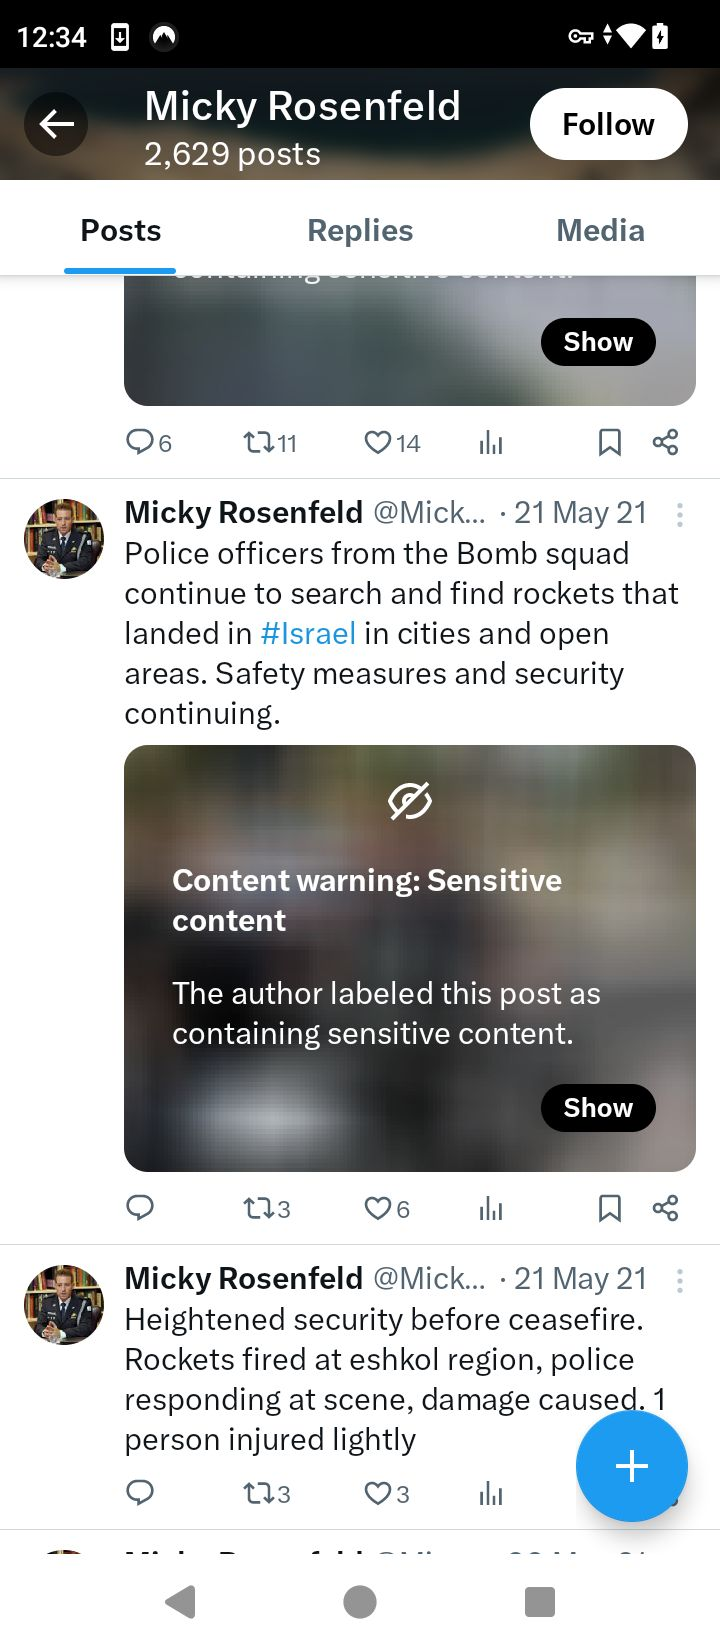 12:34
Micky Rosenfeld
2,629 posts
Follow
Posts
Replies
Media
containing sensitive content.
Show
6
11
14
Micky Rosenfeld @Mick... · 21 May 21
Police officers from the Bomb squad
continue to search and find rockets that
landed in #Israel in cities and open
areas. Safety measures and security
continuing.
Content warning: Sensitive
content
The author labeled this post as
containing sensitive content.
Show
3
6
Micky Rosenfeld @Mick... · 21 May 21
Heightened security before ceasefire.
Rockets fired at eshkol region, police
responding at scene, damage caused. 1
person injured lightly
3
3